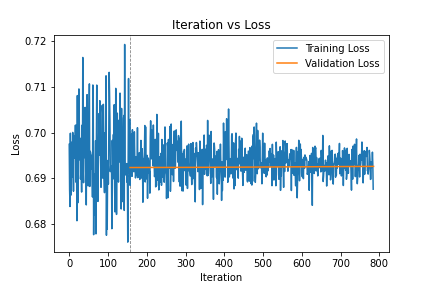 Iteration vs Loss
Training Loss
Validation Loss
0.72
0.71
0.70
0.69
0.68
Loss
0 100 200 300 400 500 600 700 800
Iteration